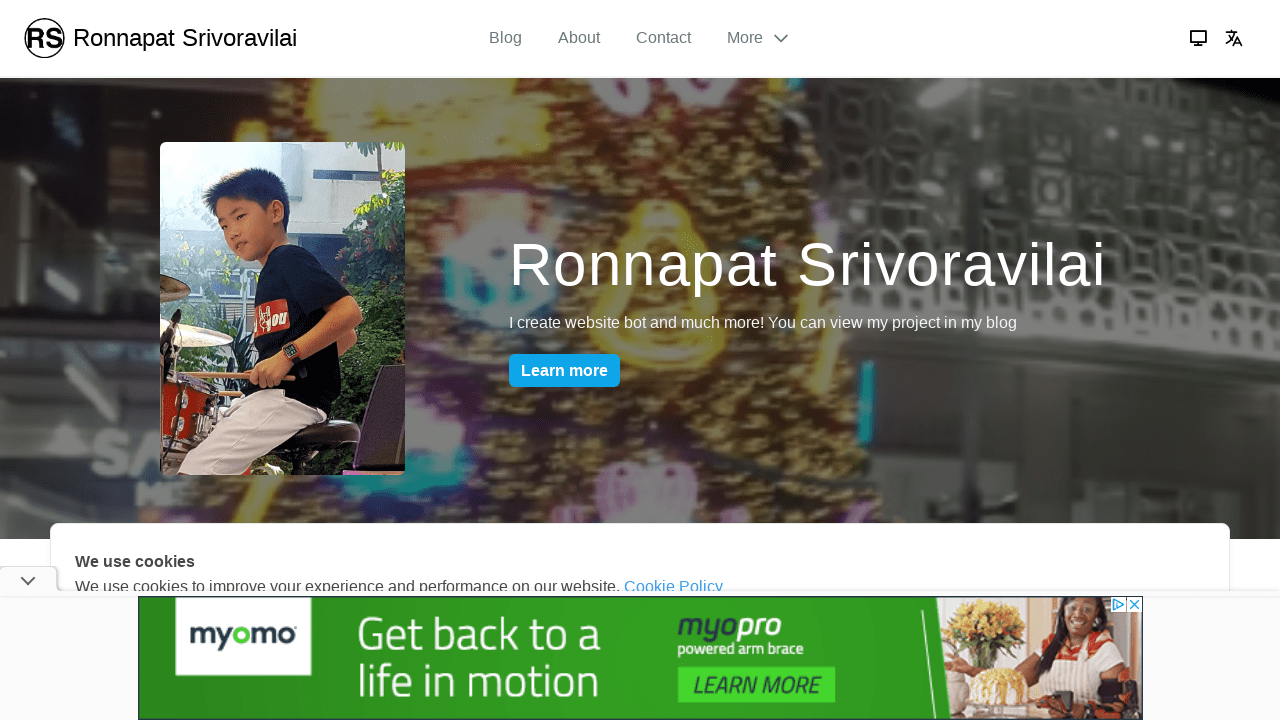 RS Ronnapat Srivoravilai
Blog
About
Contact
More
Ronnapat Srivoravilai
I create website bot and much more! You can view my project in my blog
Learn more
We use cookies
We use cookies to improve your experience and performance on our website. Cookie Policy
myomo
Get back to a
life in motion
myopro
powered arm brace
LEARN MORE